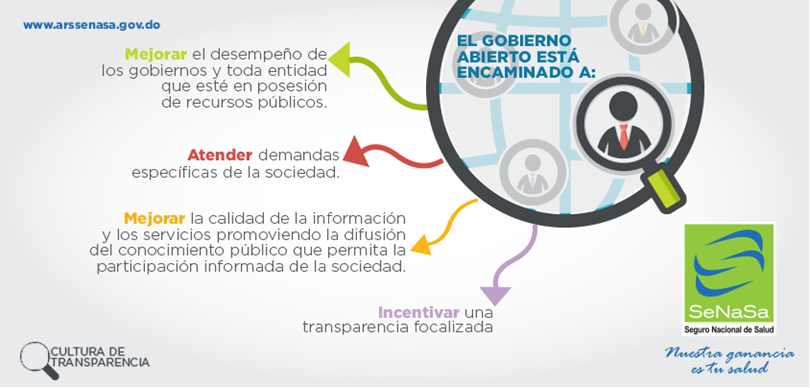 www.arssenasa.gov.do
EL GOBIERNO
ABIERTO ESTÁ
ENCAMINADO A:
Mejorar el desempeño de
los gobiernos y toda entidad
que esté en posesión
de recursos públicos.
Atender demandas
específicas de la sociedad.
Mejorar la calidad de la información
y los servicios promoviendo la difusión
del conocimiento público que permita la
participación informada de la sociedad.
Incentivar una
transparencia focalizada
SeNaSa
Seguro Nacional de Salud
Nuestra ganancia
es tu salud
CULTURA DE
TRANSPARENCIA